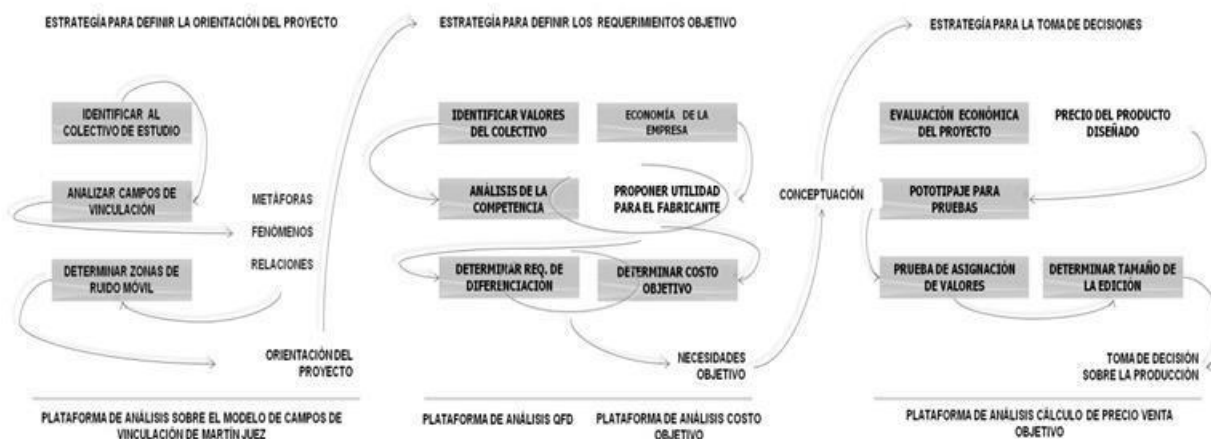 ESTRATEGÍA PARA DEFINIR LA ORIENTACIÓN DEL PROYECTO
IDENTIFICAR AL
COLECTIVO DE ESTUDIO
ANALIZAR CAMPOS DE
VINCULACIÓN
METÁFORAS
FENÓMENOS
RELACIONES
DETERMINAR ZONAS DE
RUIDO MÓVIL
ORIENTACIÓN DEL
PROYECTO
PLATAFORMA DE ANÁLISIS SOBRE EL MODELO DE CAMPOS DE
VINCULACIÓN DE MARTÍN JUEZ
ESTRATEGÍA PARA DEFINIR LOS REQUERIMIENTOS OBJETIVO
IDENTIFICAR VALORES
DEL COLECTIVO
ECONOMÍA DE LA
EMPRESA
ANÁLISIS DE LA
COMPETENCIA
PROPONER UTILIDAD
PARA EL FABRICANTE
DETERMINAR REQ. DE
DIFERENCIACIÓN
DETERMINAR COSTO
OBJETIVO
NECESIDADES
OBJETIVO
PLATAFORMA DE ANÁLISIS QFD
PLATAFORMA DE ANÁLISIS COSTO
OBJETIVO
CONCEPTUACIÓN
ESTRATEGÍA PARA LA TOMA DE DECISIONES
EVALUACIÓN ECONÓMICA
DEL PROYECTO
PRECIO DEL PRODUCTO
DISEÑADO
POTOTIPAJE PARA
PRUEBAS
PRUEBA DE ASIGNACIÓN
DE VALORES
DETERMINAR TAMAÑO DE
LA EDICIÓN
TOMA DE DECISIÓN
SOBRE LA PRODUCCIÓN
PLATAFORMA DE ANÁLISIS CÁLCULO DE PRECIO VENTA
OBJETIVO